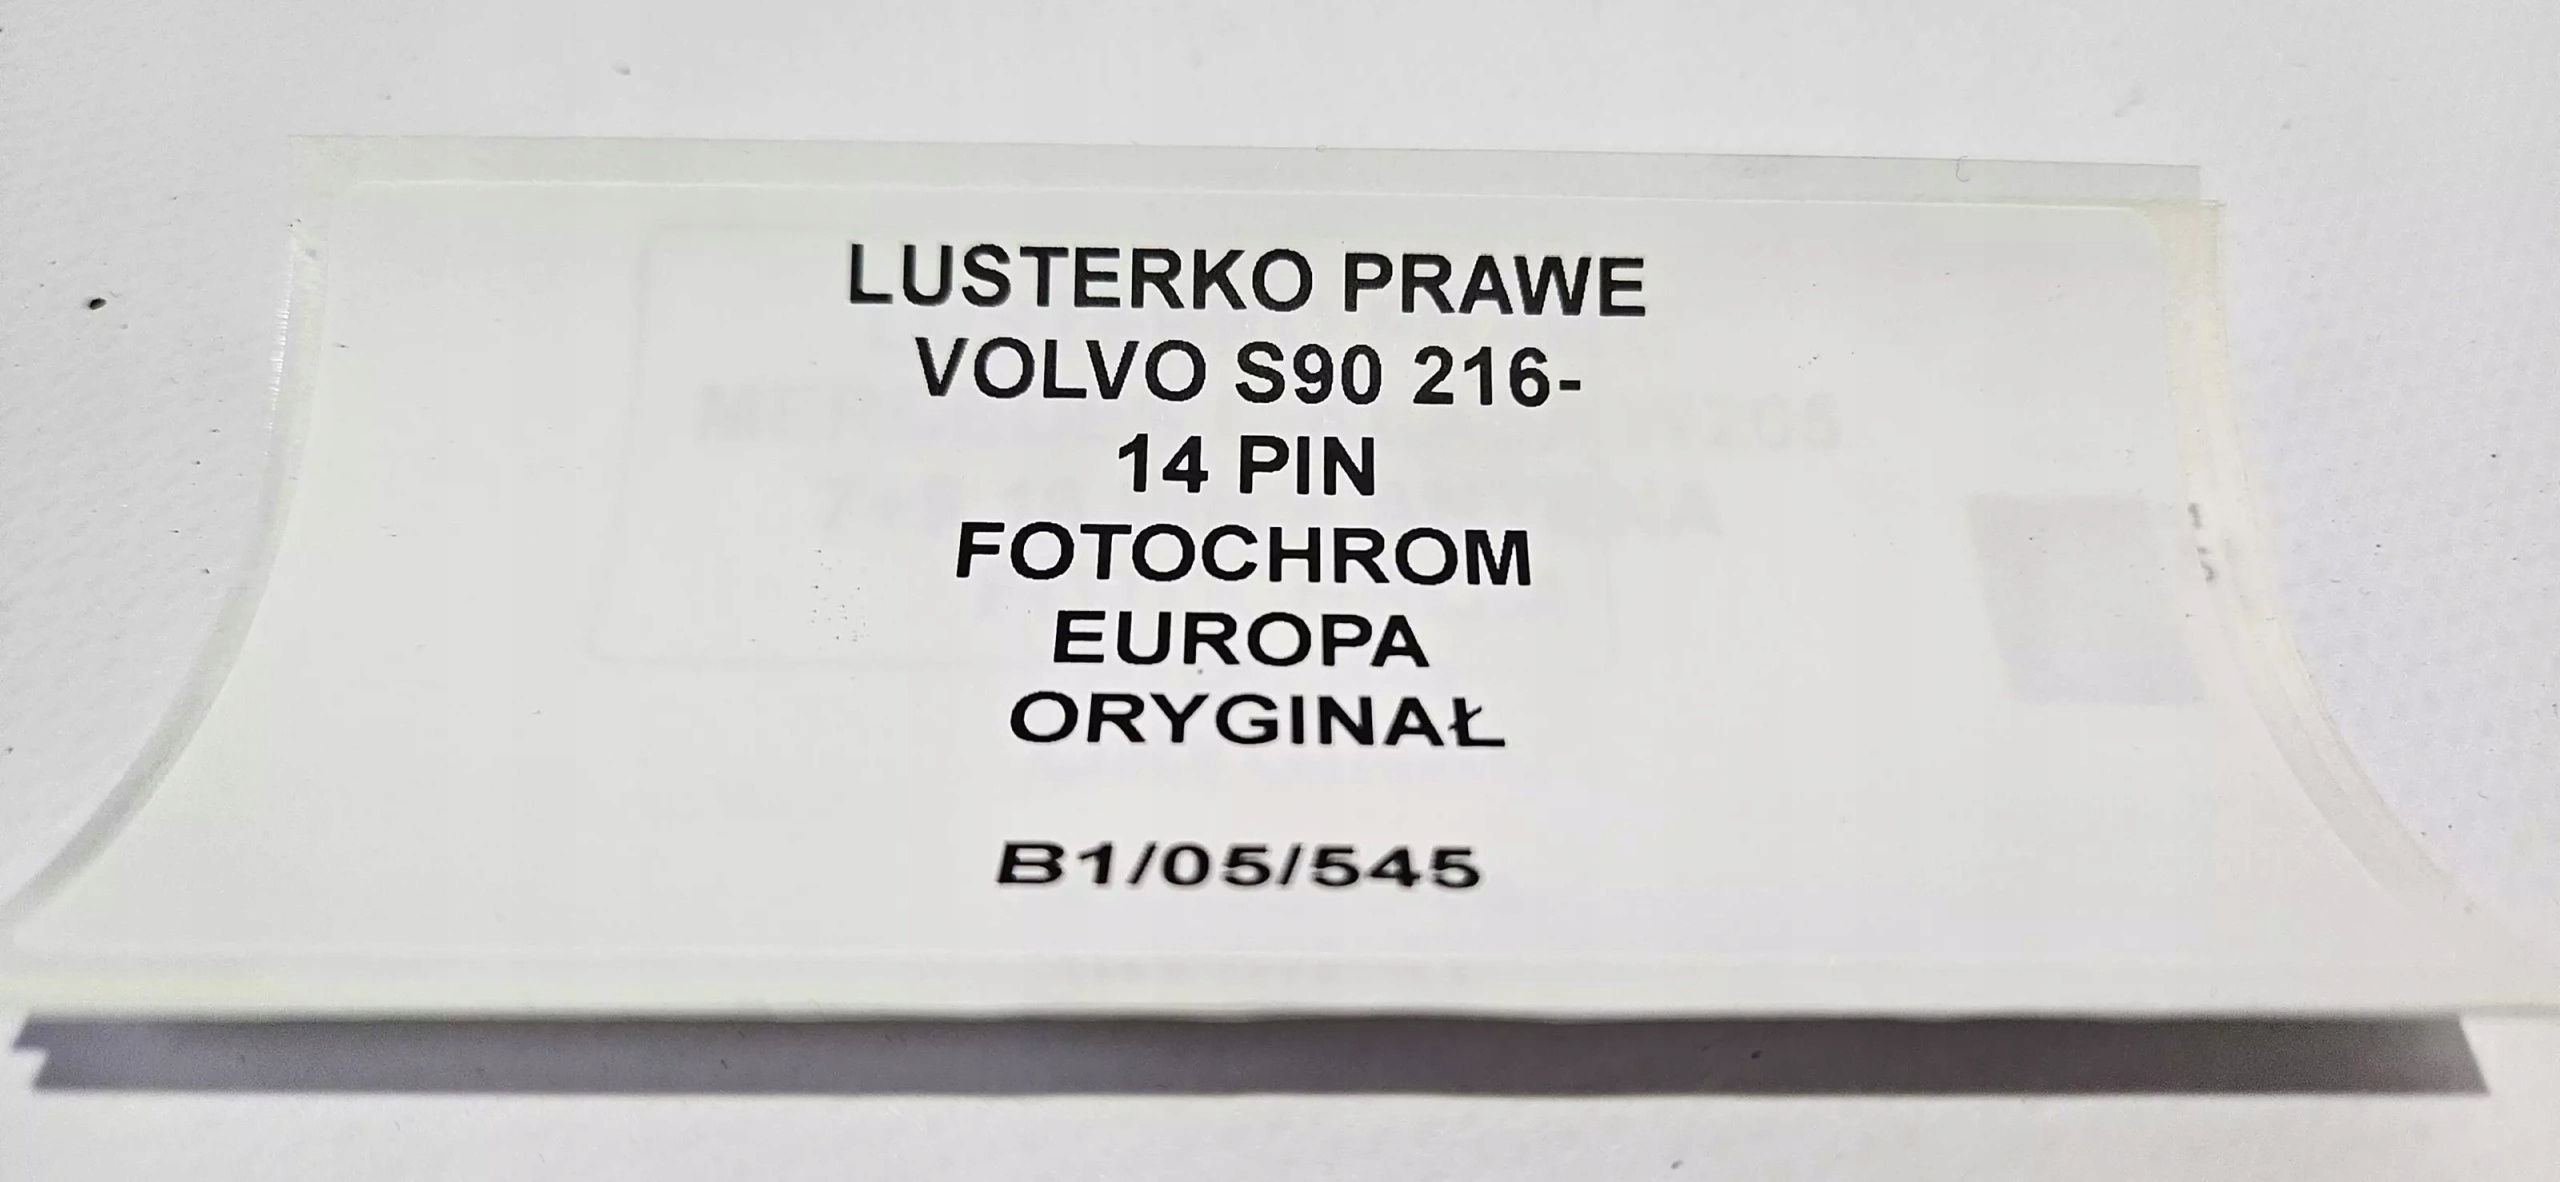 LUSTERKO PRAWE
VOLVO S90 216-
14 PIN
FOTOCHROM
EUROPA
ORYGINAŁ
B1/05/545